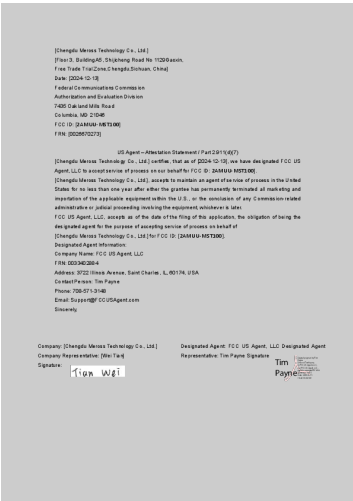 [Chengdu Meross Technology Co., Ltd.]
[Floor 3, Building A5, Shijicheng Road No 1129 Gaoxin,
Free Trade Trial Zone, Chengdu, Sichuan, China]
Date: [2024-12-13]
Federal Communications Commission
Authorization and Evaluation Division
7435 Oakland Mills Road
Columbia, MD 21046
FCC ID: [2AMUU-MST100]
FRN: [0026670273]
US Agent – Attestation Statement / Part 2.911(d)(7)
[Chengdu Meross Technology Co., Ltd.] certifies, that as of [2024-12-13], we have designated FCC US
Agent, LLC to accept service on our behalf for FCC ID: [2AMUU-MST100].
[Chengdu Meross Technology Co., Ltd.], accepts to maintain an agent of service of process in the United
States for no less than one year after either the grantee has permanently terminated all marketing and
importation of the applicable equipment within the U.S., or the conclusion of any Commission-related
administrative or judicial proceeding involving the equipment, whichever is later.
FCC US Agent, LLC, accepts as of the date of the filing of this application, the obligation of being the
designated agent for the purpose of accepting service of process on behalf of
[Chengdu Meross Technology Co., Ltd.] for FCC ID: [2AMUU-MST100].
Designated Agent Information:
Company Name: FCC US Agent, LLC
FRN: 0033402884
Address: 3722 Illinois Avenue, Saint Charles, IL, 60174, USA
Contact Person: Tim Payne
Phone: 708-571-3148
Email: Support@FCCUSAgent.com
Sincerely,
Company: [Chengdu Meross Technology Co., Ltd.]
Company Representative: [Wei Tian]
Signature:
Tian Wei
Designated Agent: FCC US Agent, LLC Designated Agent
Representative: Tim Payne Signature
Tim
Payne